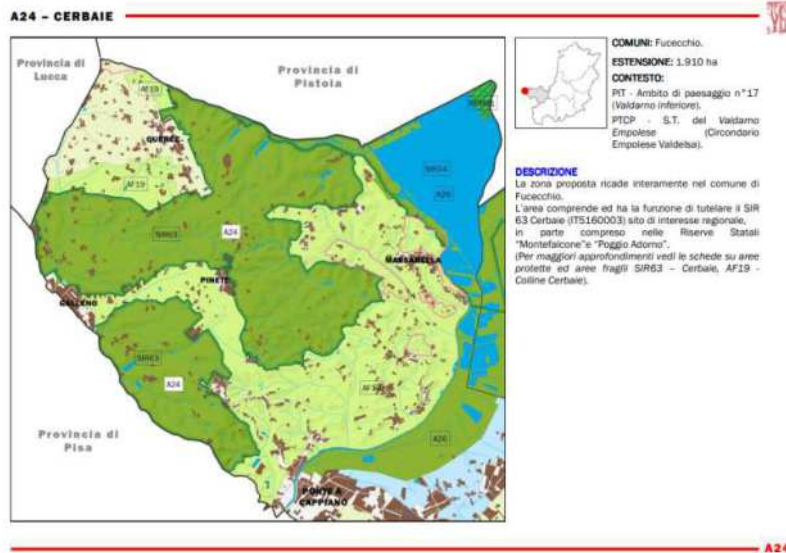 A24 – CERBAIE
Provincia di
Lucca
Provincia di
Pistoia
AF19
QUERCE
AF19
SIR63
A24
SIR34
A26
MASSARELLA
PINETE
GALLENO
SIR63
A24
A26
Provincia di
Pisa
PONTE A
CAPPIANO
COMUNI: Fucecchio.
ESTENSIONE: 1.910 ha
CONTESTO:
PIT - Ambito di paesaggio n°17
(Valdarno inferiore).
PTCP - S.T. del Valdarno
Empolese (Circondario
Empolese Valdelsa).
DESCRIZIONE
La zona proposta ricade interamente nel comune di
Fucecchio.
L'area comprende ed ha la funzione di tutelare il SIR
63 Cerbaie (IT5160003) sito di interesse regionale,
in parte compreso nelle Riserve Statali
"Montefalcone"e "Poggio Adorno".
(Per maggiori approfondimenti vedi le schede su aree
protette ed aree fragili SIR63 – Cerbaie, AF19 -
Colline Cerbaie).
A24